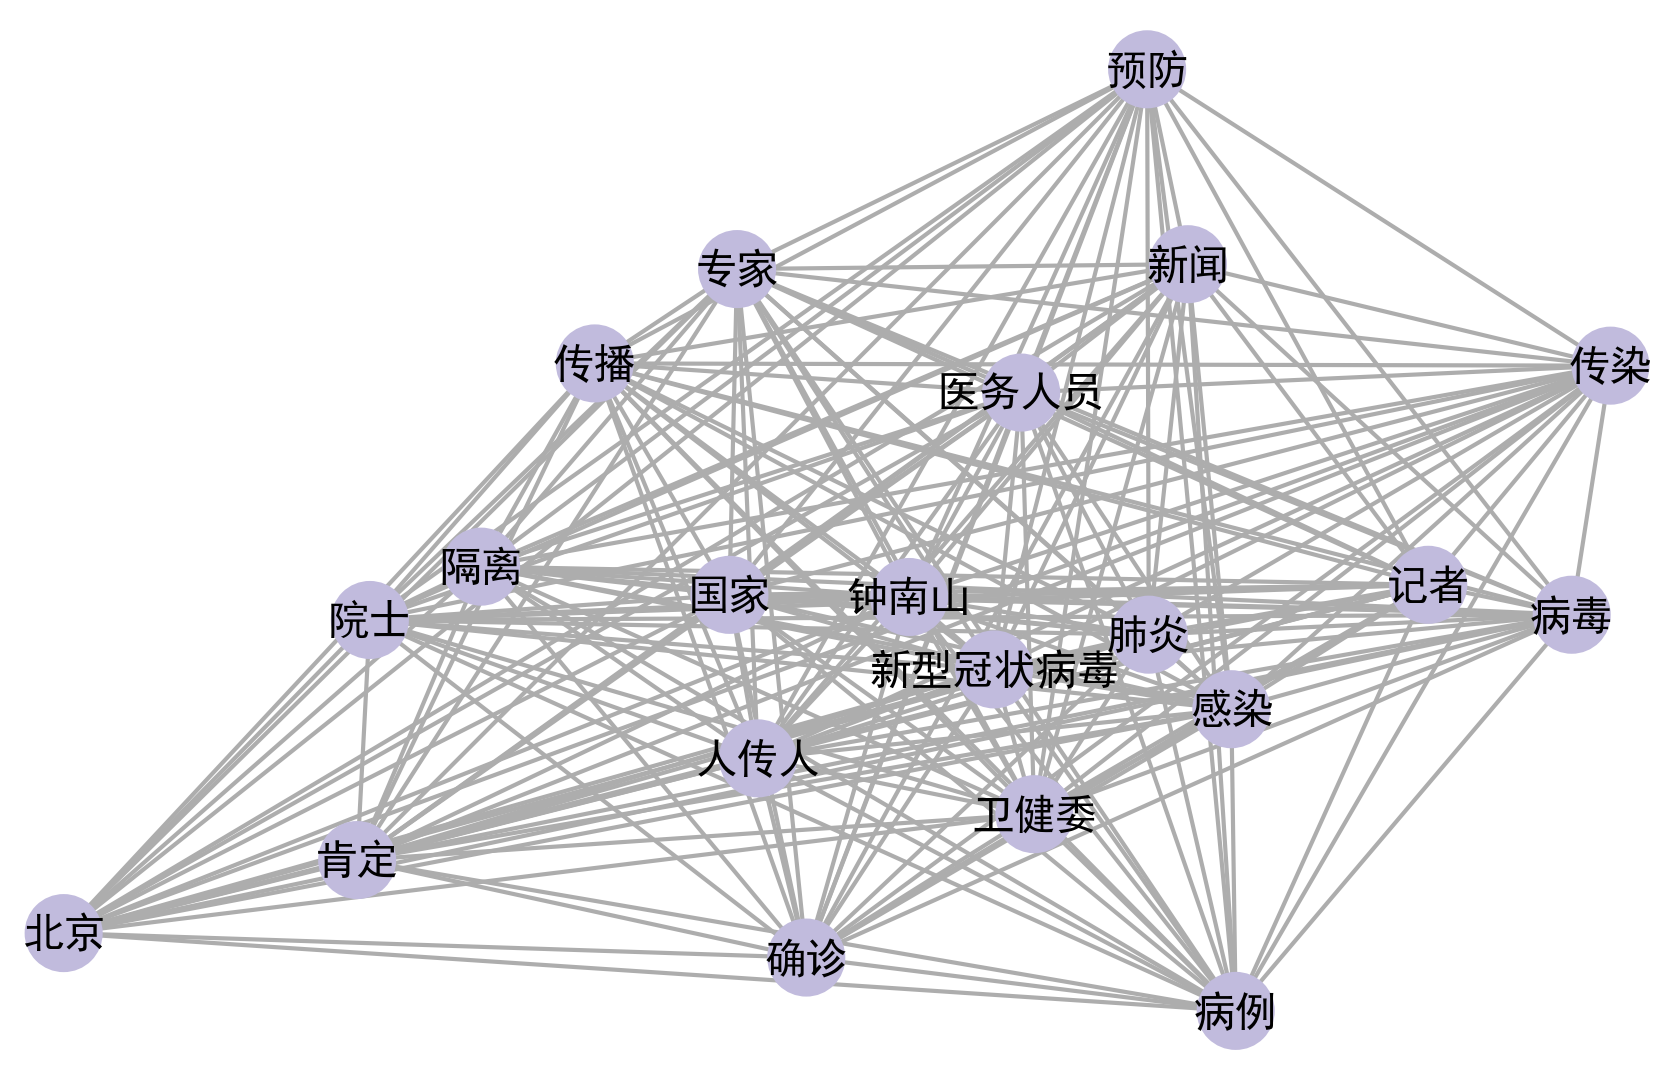 预防
专家
新闻
传播
医务人员
传染
隔离
国家
钟南山
记者
院士
病毒
肺炎
新型冠状病毒
感染
人传人
卫健委
肯定
北京
确诊
病例